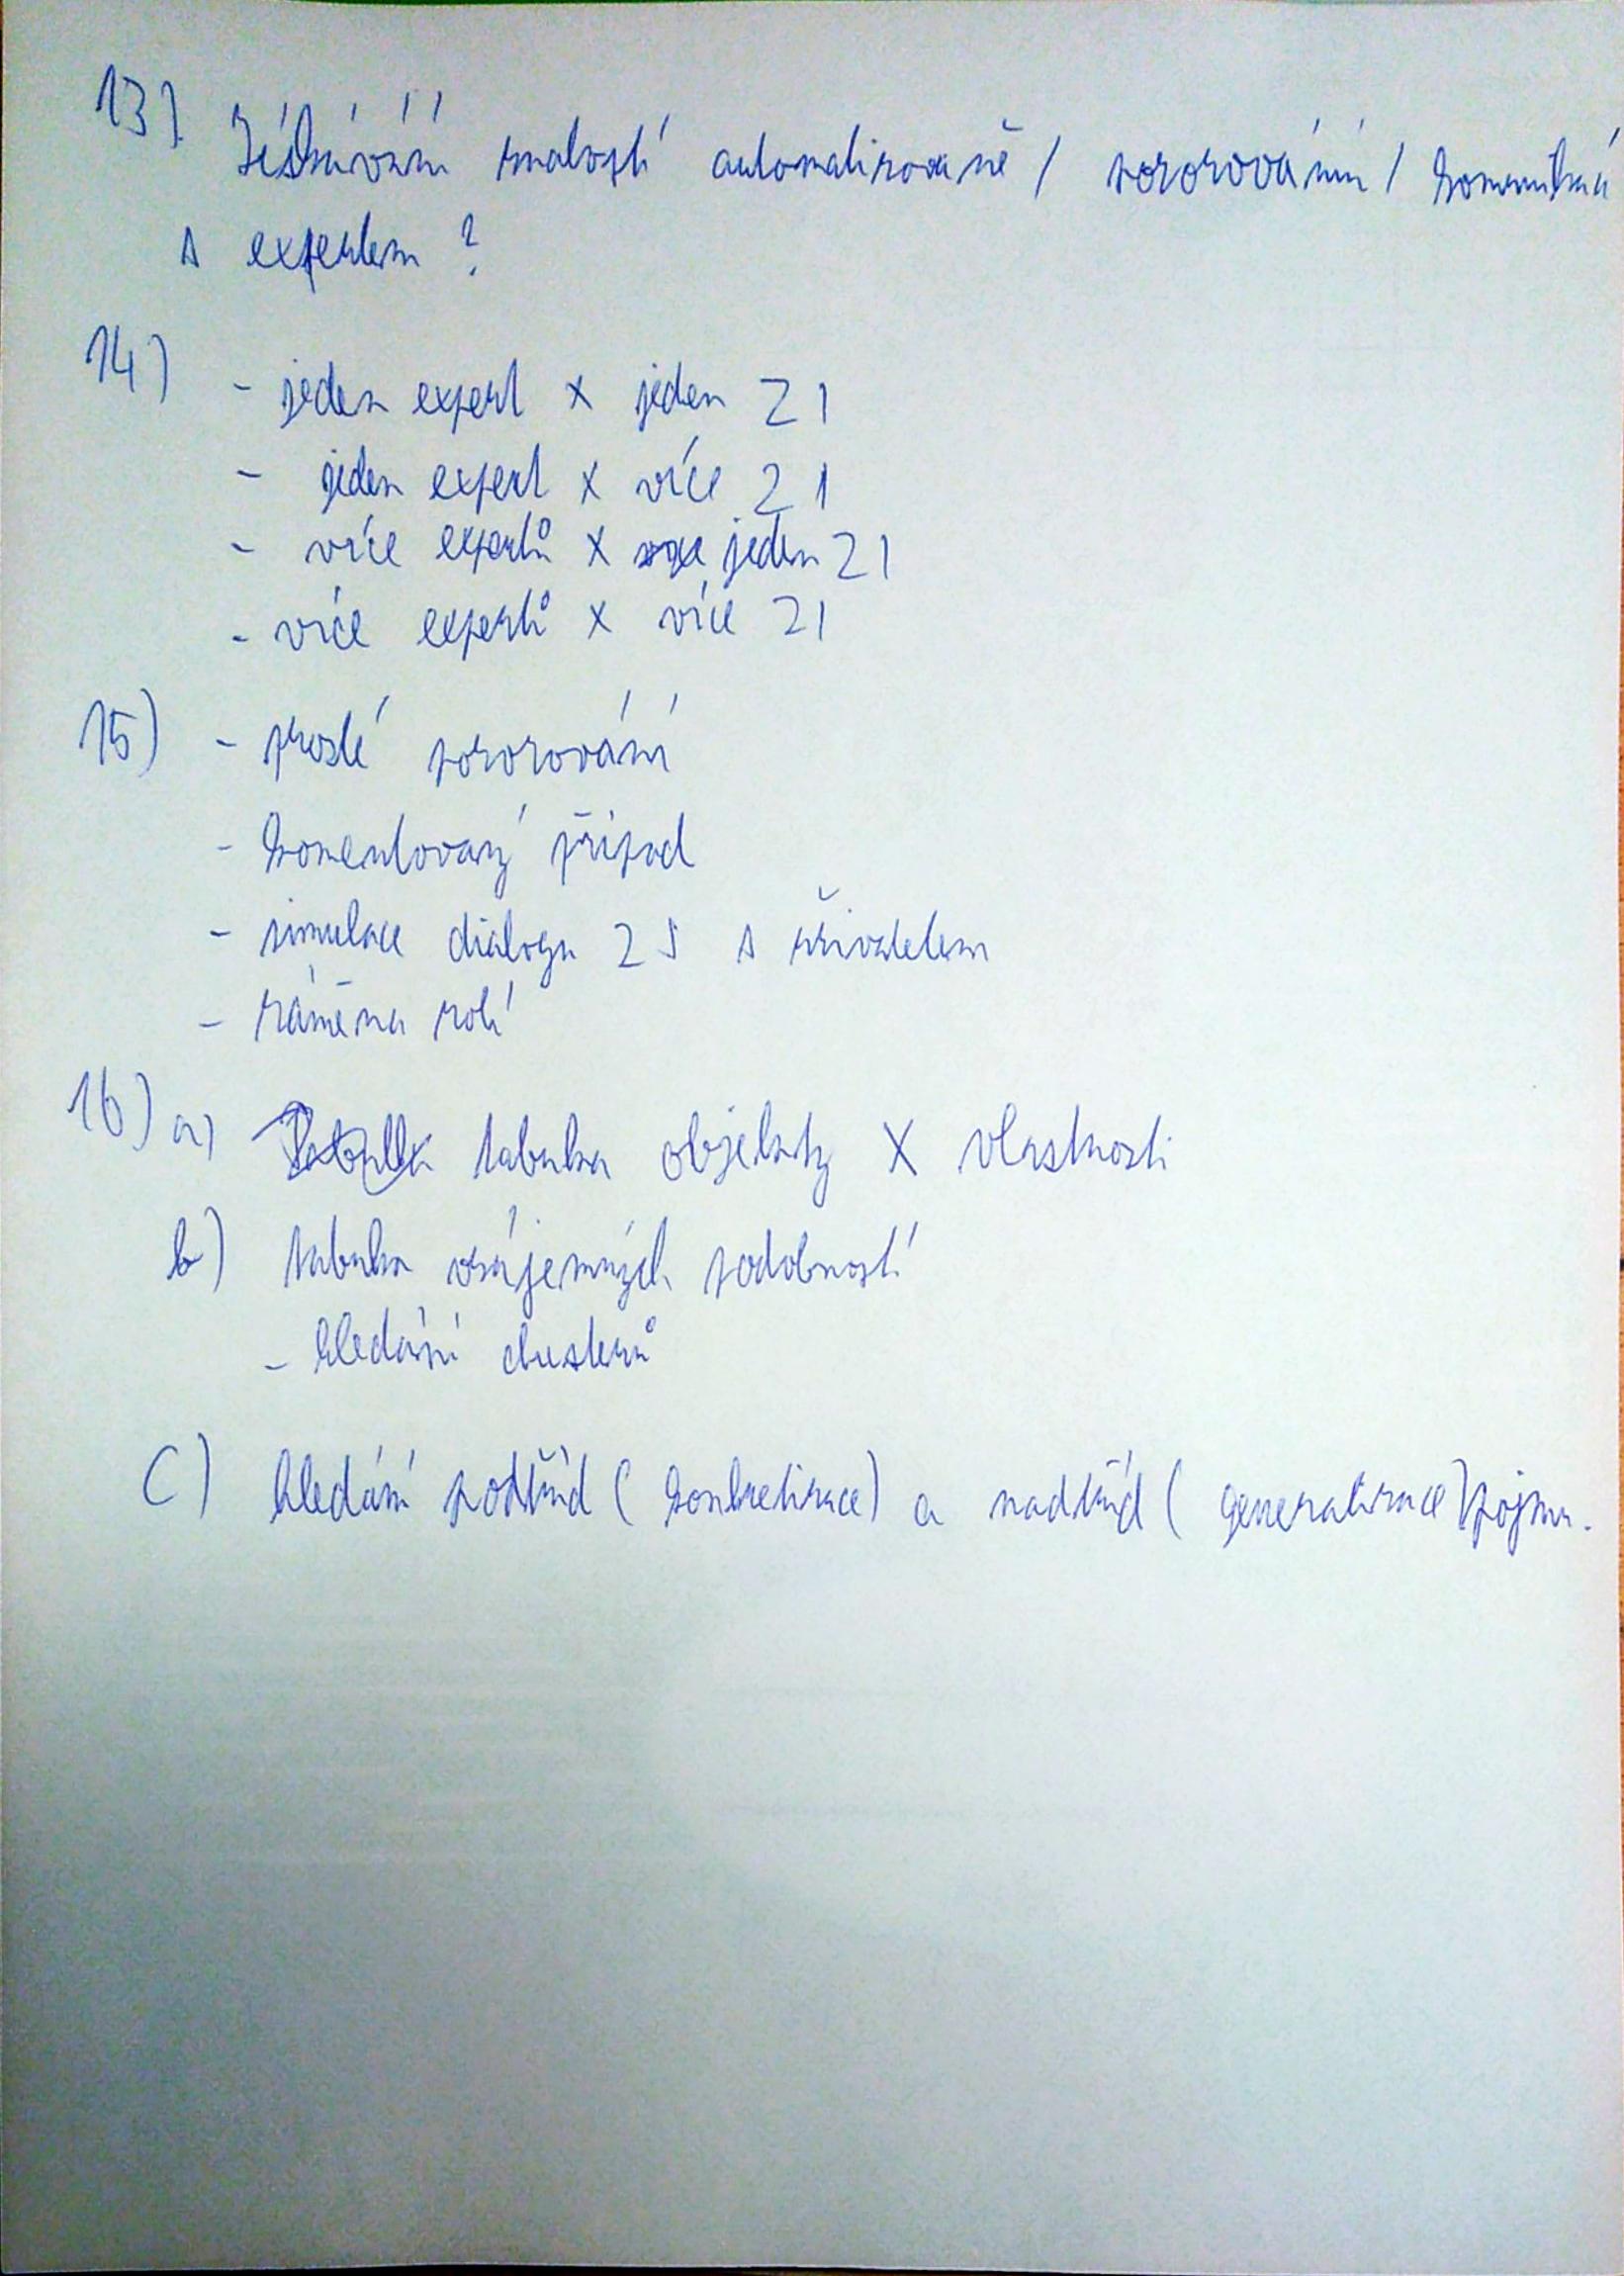 13) Získávání znalostí automatizovaně / pozorováním / komunikací
s expertem ?
14) - jeden expert x jeden ZI
- jeden expert x více ZI
- více expertů x jeden ZI
- více expertů x více ZI
15) - prosté pozorování
- komentovaný případ
- simulace dialogu ZS s uživatelem
- záměna rolí
16) a) tabulka objekty X vlastnosti
b) tabulka vzájemných podobností
- hledání clusterů
C) hledání podtříd ( konkretizace) a nadtříd ( generalizace) pojmu.